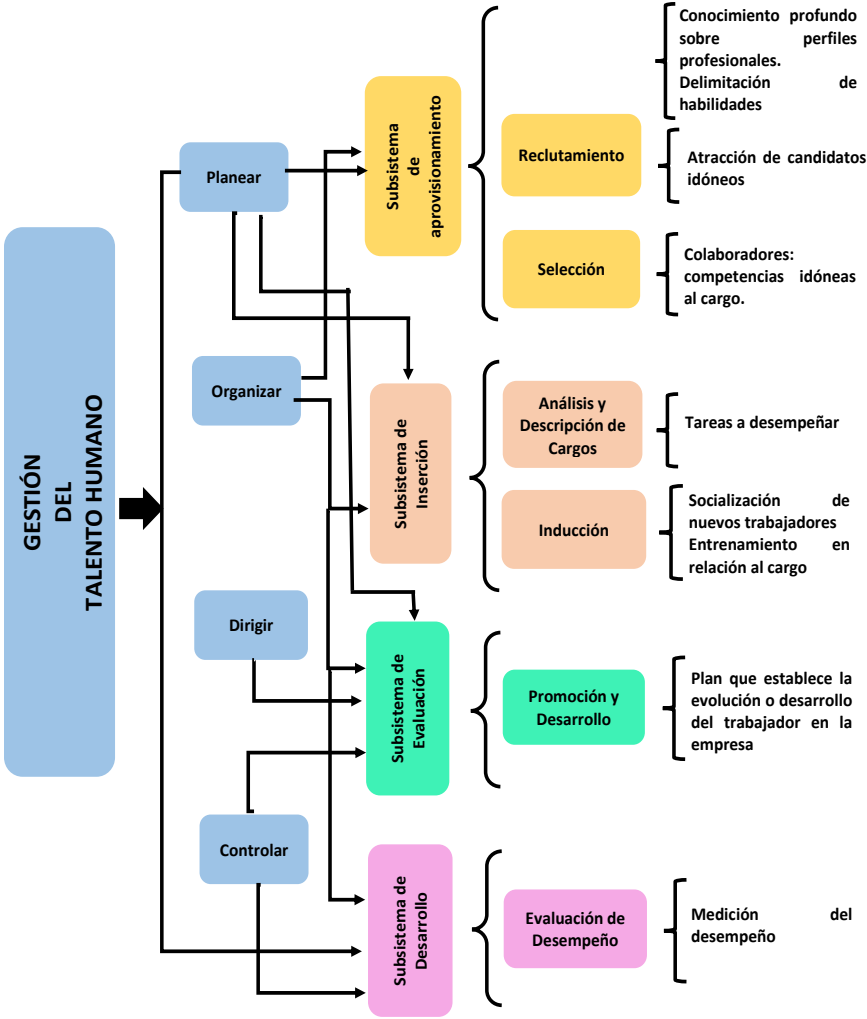 GESTIÓN
DEL
TALENTO HUMANO
Planear
Organizar
Dirigir
Controlar
Subsistema
de
aprovisionamiento
Reclutamiento
Selección
Conocimiento profundo
sobre perfiles
profesionales.
Delimitación de
habilidades
Atracción de candidatos
idóneos
Colaboradores:
competencias idóneas
al cargo.
Subsistema de
Inserción
Análisis y
Descripción de
Cargos
Inducción
Tareas a desempeñar
Socialización de
nuevos trabajadores
Entrenamiento en
relación al cargo
Subsistema de
Evaluación
Promoción y
Desarrollo
Plan que establece la
evolución o desarrollo
del trabajador en la
empresa
Subsistema de
Desarrollo
Evaluación de
Desempeño
Medición del
desempeño